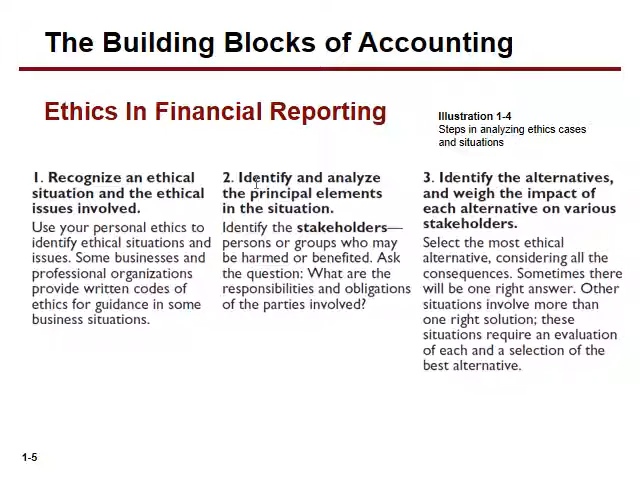 The Building Blocks of Accounting
Ethics In Financial Reporting
Illustration 1-4
Steps in analyzing ethics cases
and situations
1. Recognize an ethical
situation and the ethical
issues involved.
Use your personal ethics to
identify ethical situations and
issues. Some businesses and
professional organizations
provide written codes of
ethics for guidance in some
business situations.
2. Identify and analyze
the principal elements
in the situation.
Identify the stakeholders—
persons or groups who may
be harmed or benefited. Ask
the question: What are the
responsibilities and obligations
of the parties involved?
3. Identify the alternatives,
and weigh the impact of
each alternative on various
stakeholders.
Select the most ethical
alternative, considering all the
consequences. Sometimes there
will be one right answer. Other
situations involve more than
one right solution; these
situations require an evaluation
of each and a selection of the
best alternative.
1-5